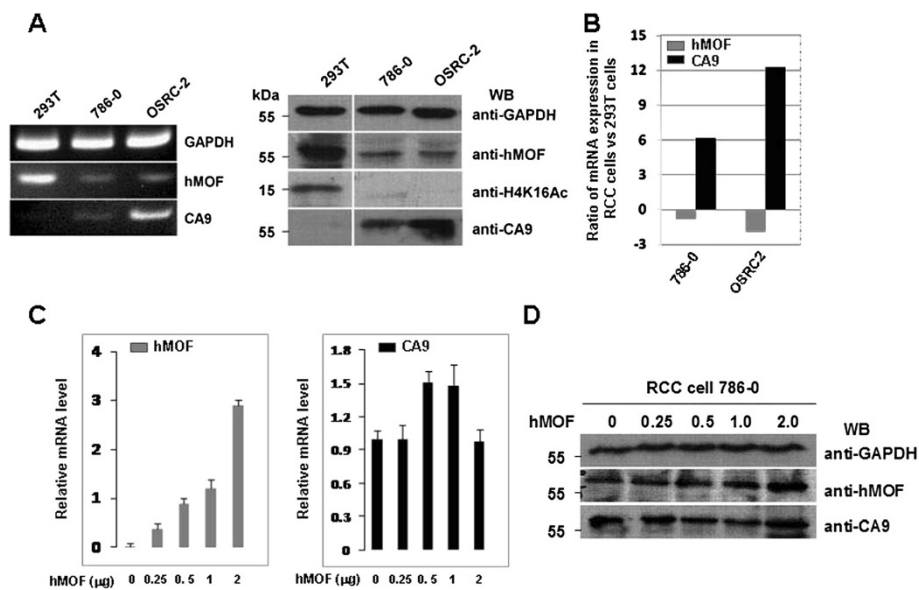 A
293T 786-0 OSRC-2
GAPDH
hMOF
CA9
293T 786-0 OSRC-2
kDa WB
55 anti-GAPDH
55 anti-hMOF
15 anti-H4K16Ac
55 anti-CA9
B
hMOF
CA9
Ratio of mRNA expression in
RCC cells vs 293T cells
15
12
9
6
3
0
-3
786-0 OSRC2
C
hMOF
Relative mRNA level
4
3
2
1
0
hMOF (µg) 0 0.25 0.5 1 2
CA9
Relative mRNA level
1.8
1.5
1.2
0.9
0.6
0.3
0
hMOF (µg) 0 0.25 0.5 1 2
D
RCC cell 786-0
hMOF 0 0.25 0.5 1.0 2.0 WB
55 anti-GAPDH
55 anti-hMOF
55 anti-CA9